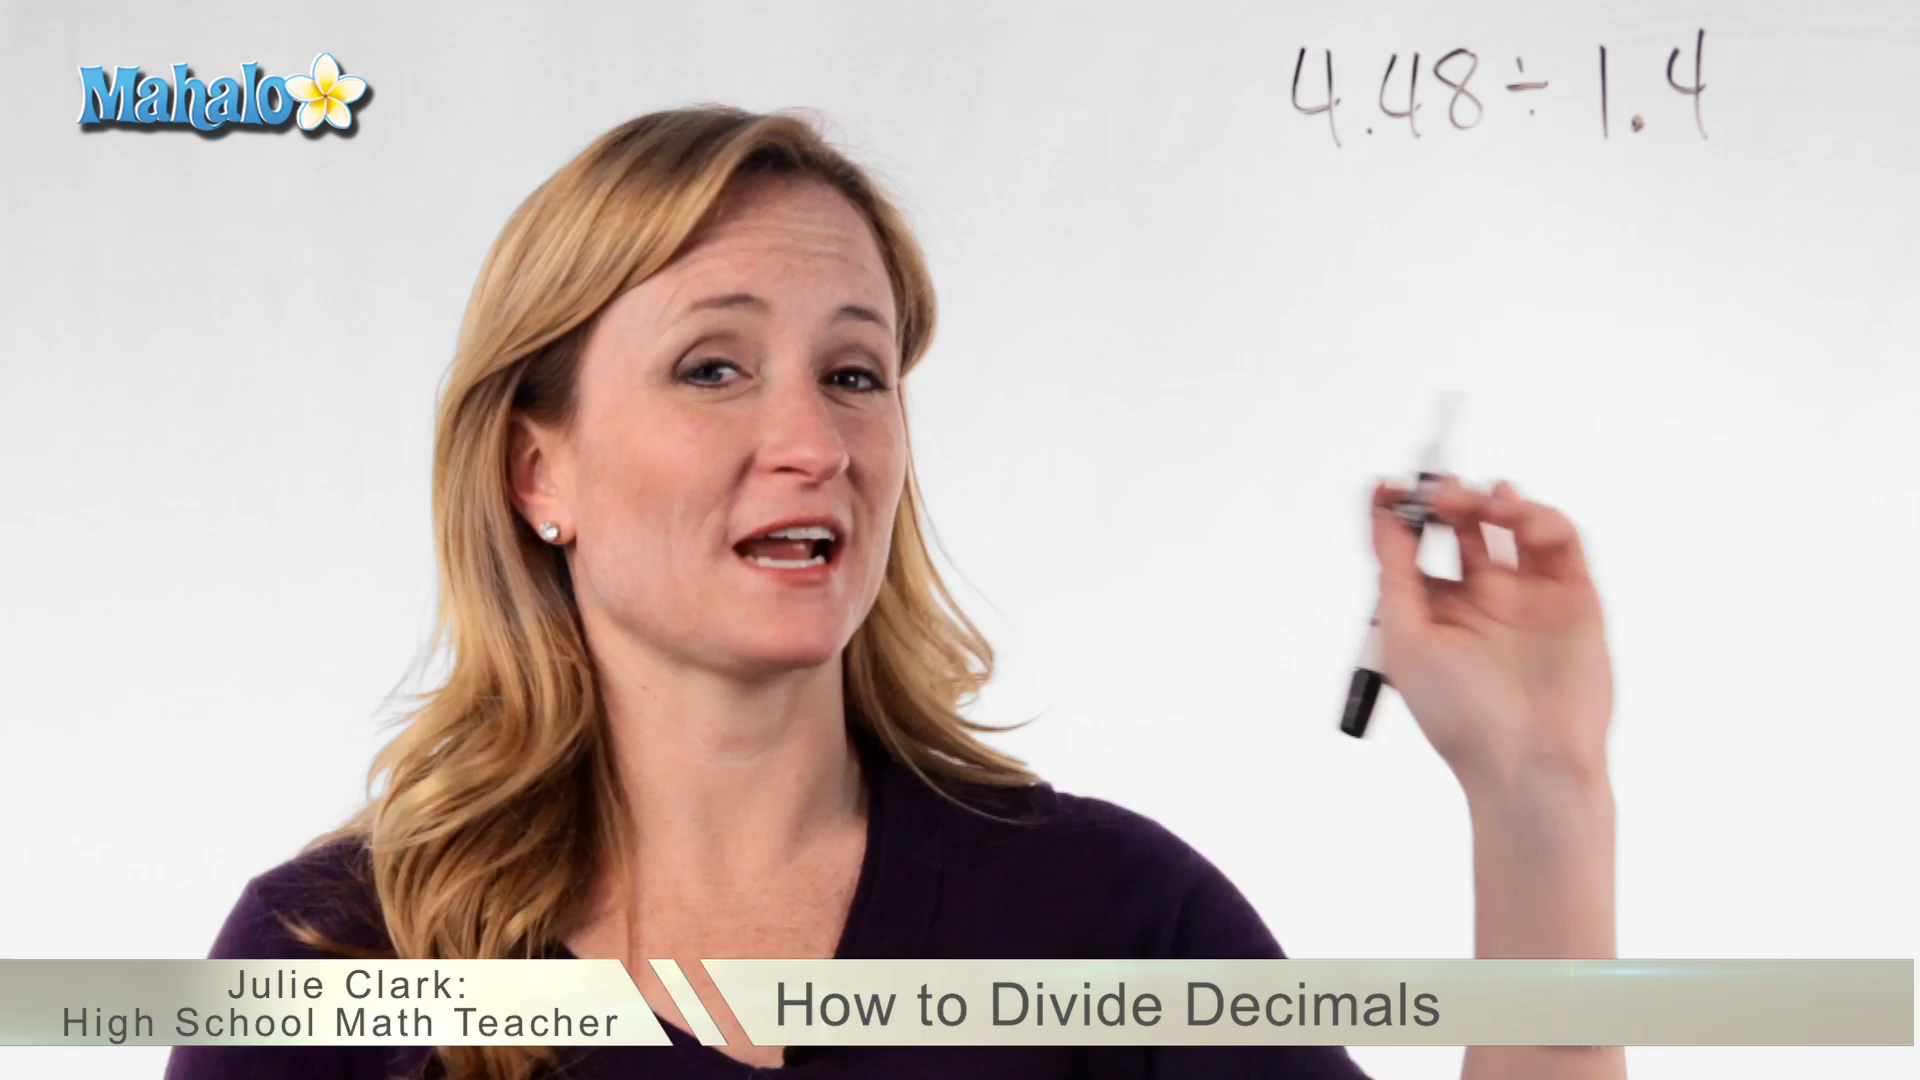 Mahalo
4.48 ÷ 1.4
Julie Clark:
High School Math Teacher
How to Divide Decimals